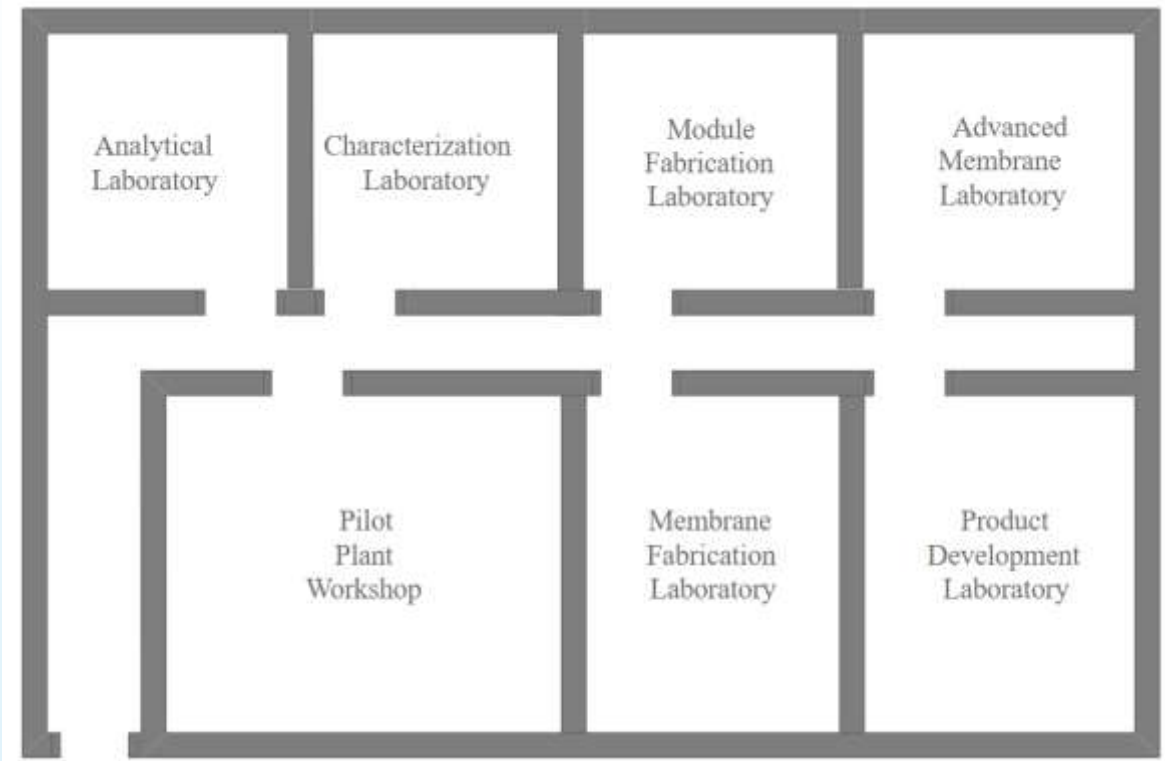 Analytical
Laboratory
Characterization
Laboratory
Module
Fabrication
Laboratory
Advanced
Membrane
Laboratory
Pilot
Plant
Workshop
Membrane
Fabrication
Laboratory
Product
Development
Laboratory